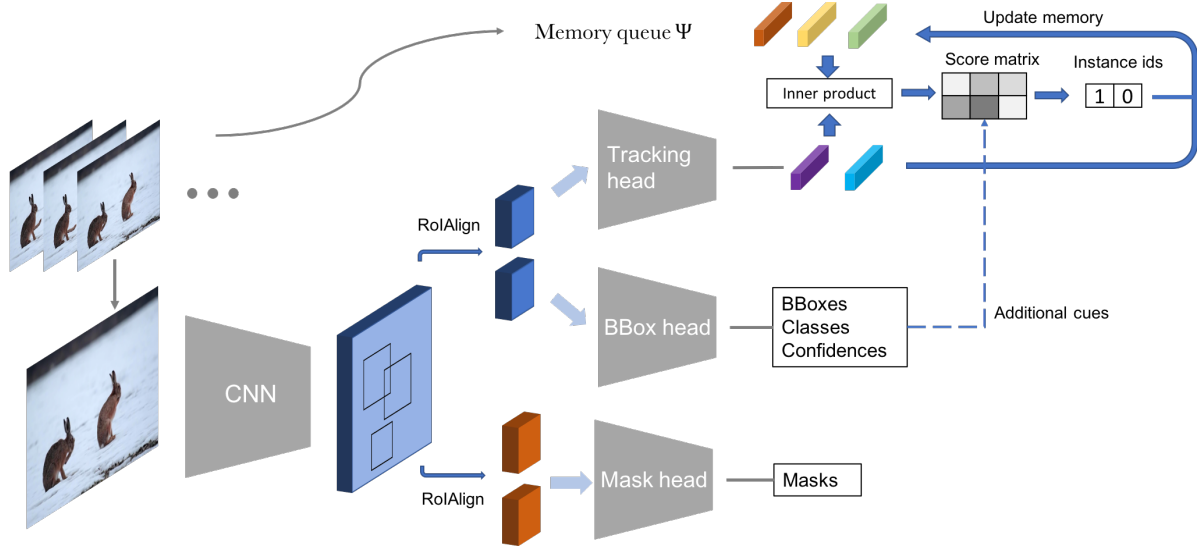 Memory queue Ψ
Update memory
Score matrix
Instance ids
Inner product
1 0
Tracking
head
RoIAlign
BBox head
BBoxes
Classes
Confidences
Additional cues
CNN
Mask head
Masks
RoIAlign